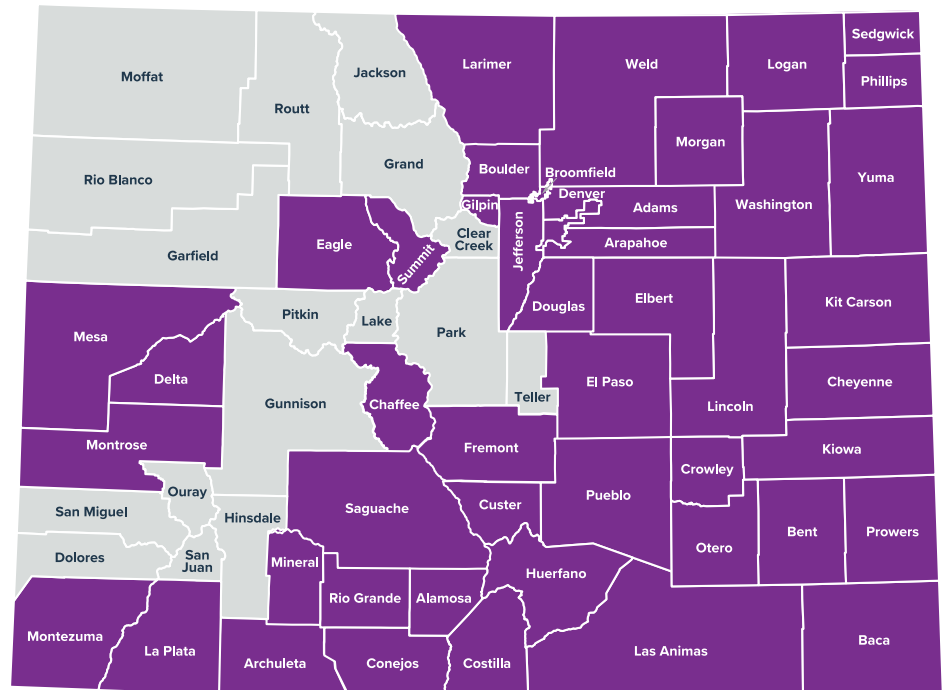 Sedgwick
Moffat
Jackson
Larimer
Weld
Logan
Phillips
Routt
Morgan
Grand
Boulder
Rio Blanco
Broomfield
Yuma
Denver
Gilpin
Adams
Washington
Clear
Creek
Jefferson
Eagle
Summit
Arapahoe
Garfield
Elbert
Kit Carson
Douglas
Pitkin
Lake
Park
Mesa
Delta
El Paso
Cheyenne
Teller
Gunnison
Chaffee
Lincoln
Montrose
Fremont
Kiowa
Crowley
Ouray
Pueblo
San Miguel
Hinsdale
Saguache
Custer
Bent
Prowers
Otero
Dolores
San
Juan
Mineral
Huerfano
Rio Grande
Alamosa
Montezuma
La Plata
Archuleta
Conejos
Costilla
Las Animas
Baca